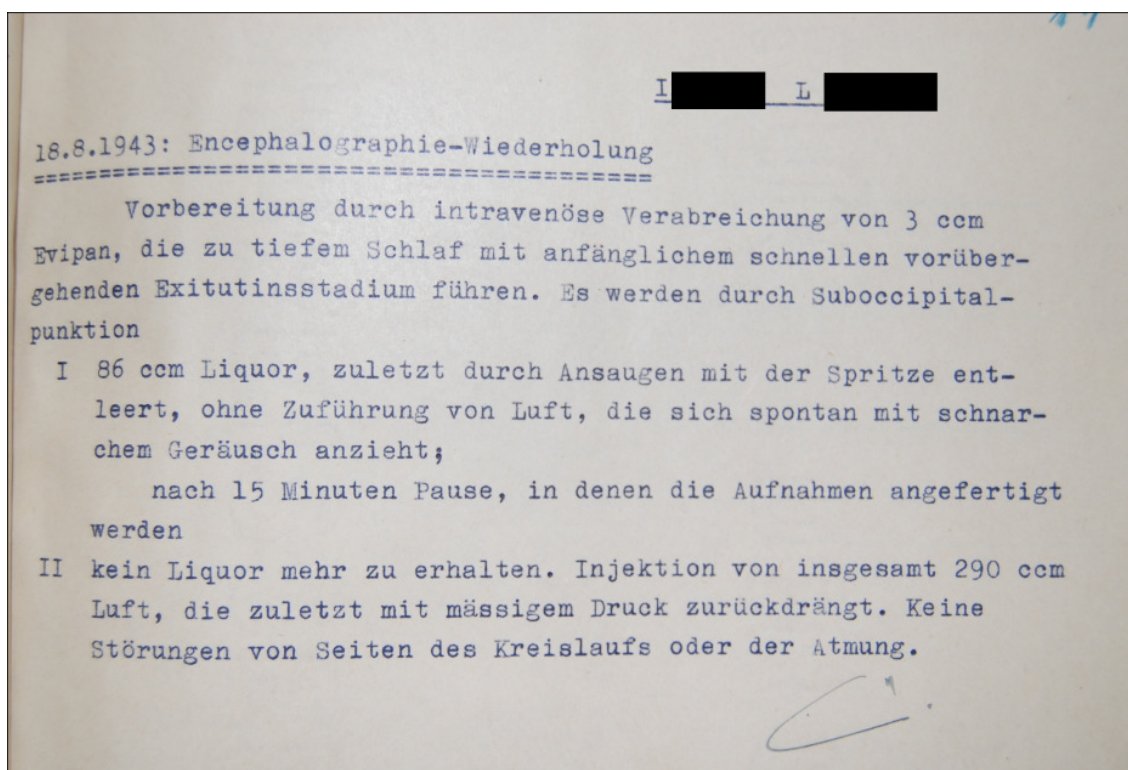 I L
18.8.1943: Encephalographie-Wiederholung
Vorbereitung durch intravenöse Verabreichung von 3 ccm
Evipan, die zu tiefem Schlaf mit anfänglichem schnellen vorüber-
gehenden Exitutinsstadium führen. Es werden durch Suboccipital-
punktion
I 86 ccm Liquor, zuletzt durch Ansaugen mit der Spritze ent-
leert, ohne Zuführung von Luft, die sich spontan mit schnar-
chem Geräusch anzieht;
nach 15 Minuten Pause, in denen die Aufnahmen angefertigt
werden
II kein Liquor mehr zu erhalten. Injektion von insgesamt 290 ccm
Luft, die zuletzt mit mässigem Druck zurückdrängt. Keine
Störungen von Seiten des Kreislaufs oder der Atmung.